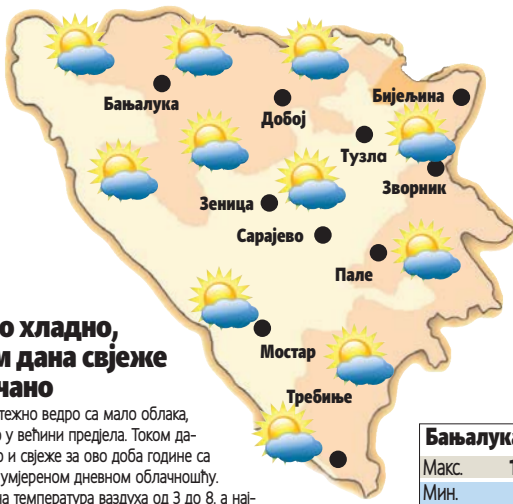 Бањалука
Добој
Бијељина
Тузла
Зворник
Зеница
Сарајево
Пале
Мостар
Требиње
хладно,
дана свјеже
ведро са мало облака,
у већини предјела. Током да-
и свјеже за ово доба године са
умјереном дневном облачношћу.
температура ваздуха од 3 до 8, а нај-
Бањалука
Макс.
Мин.